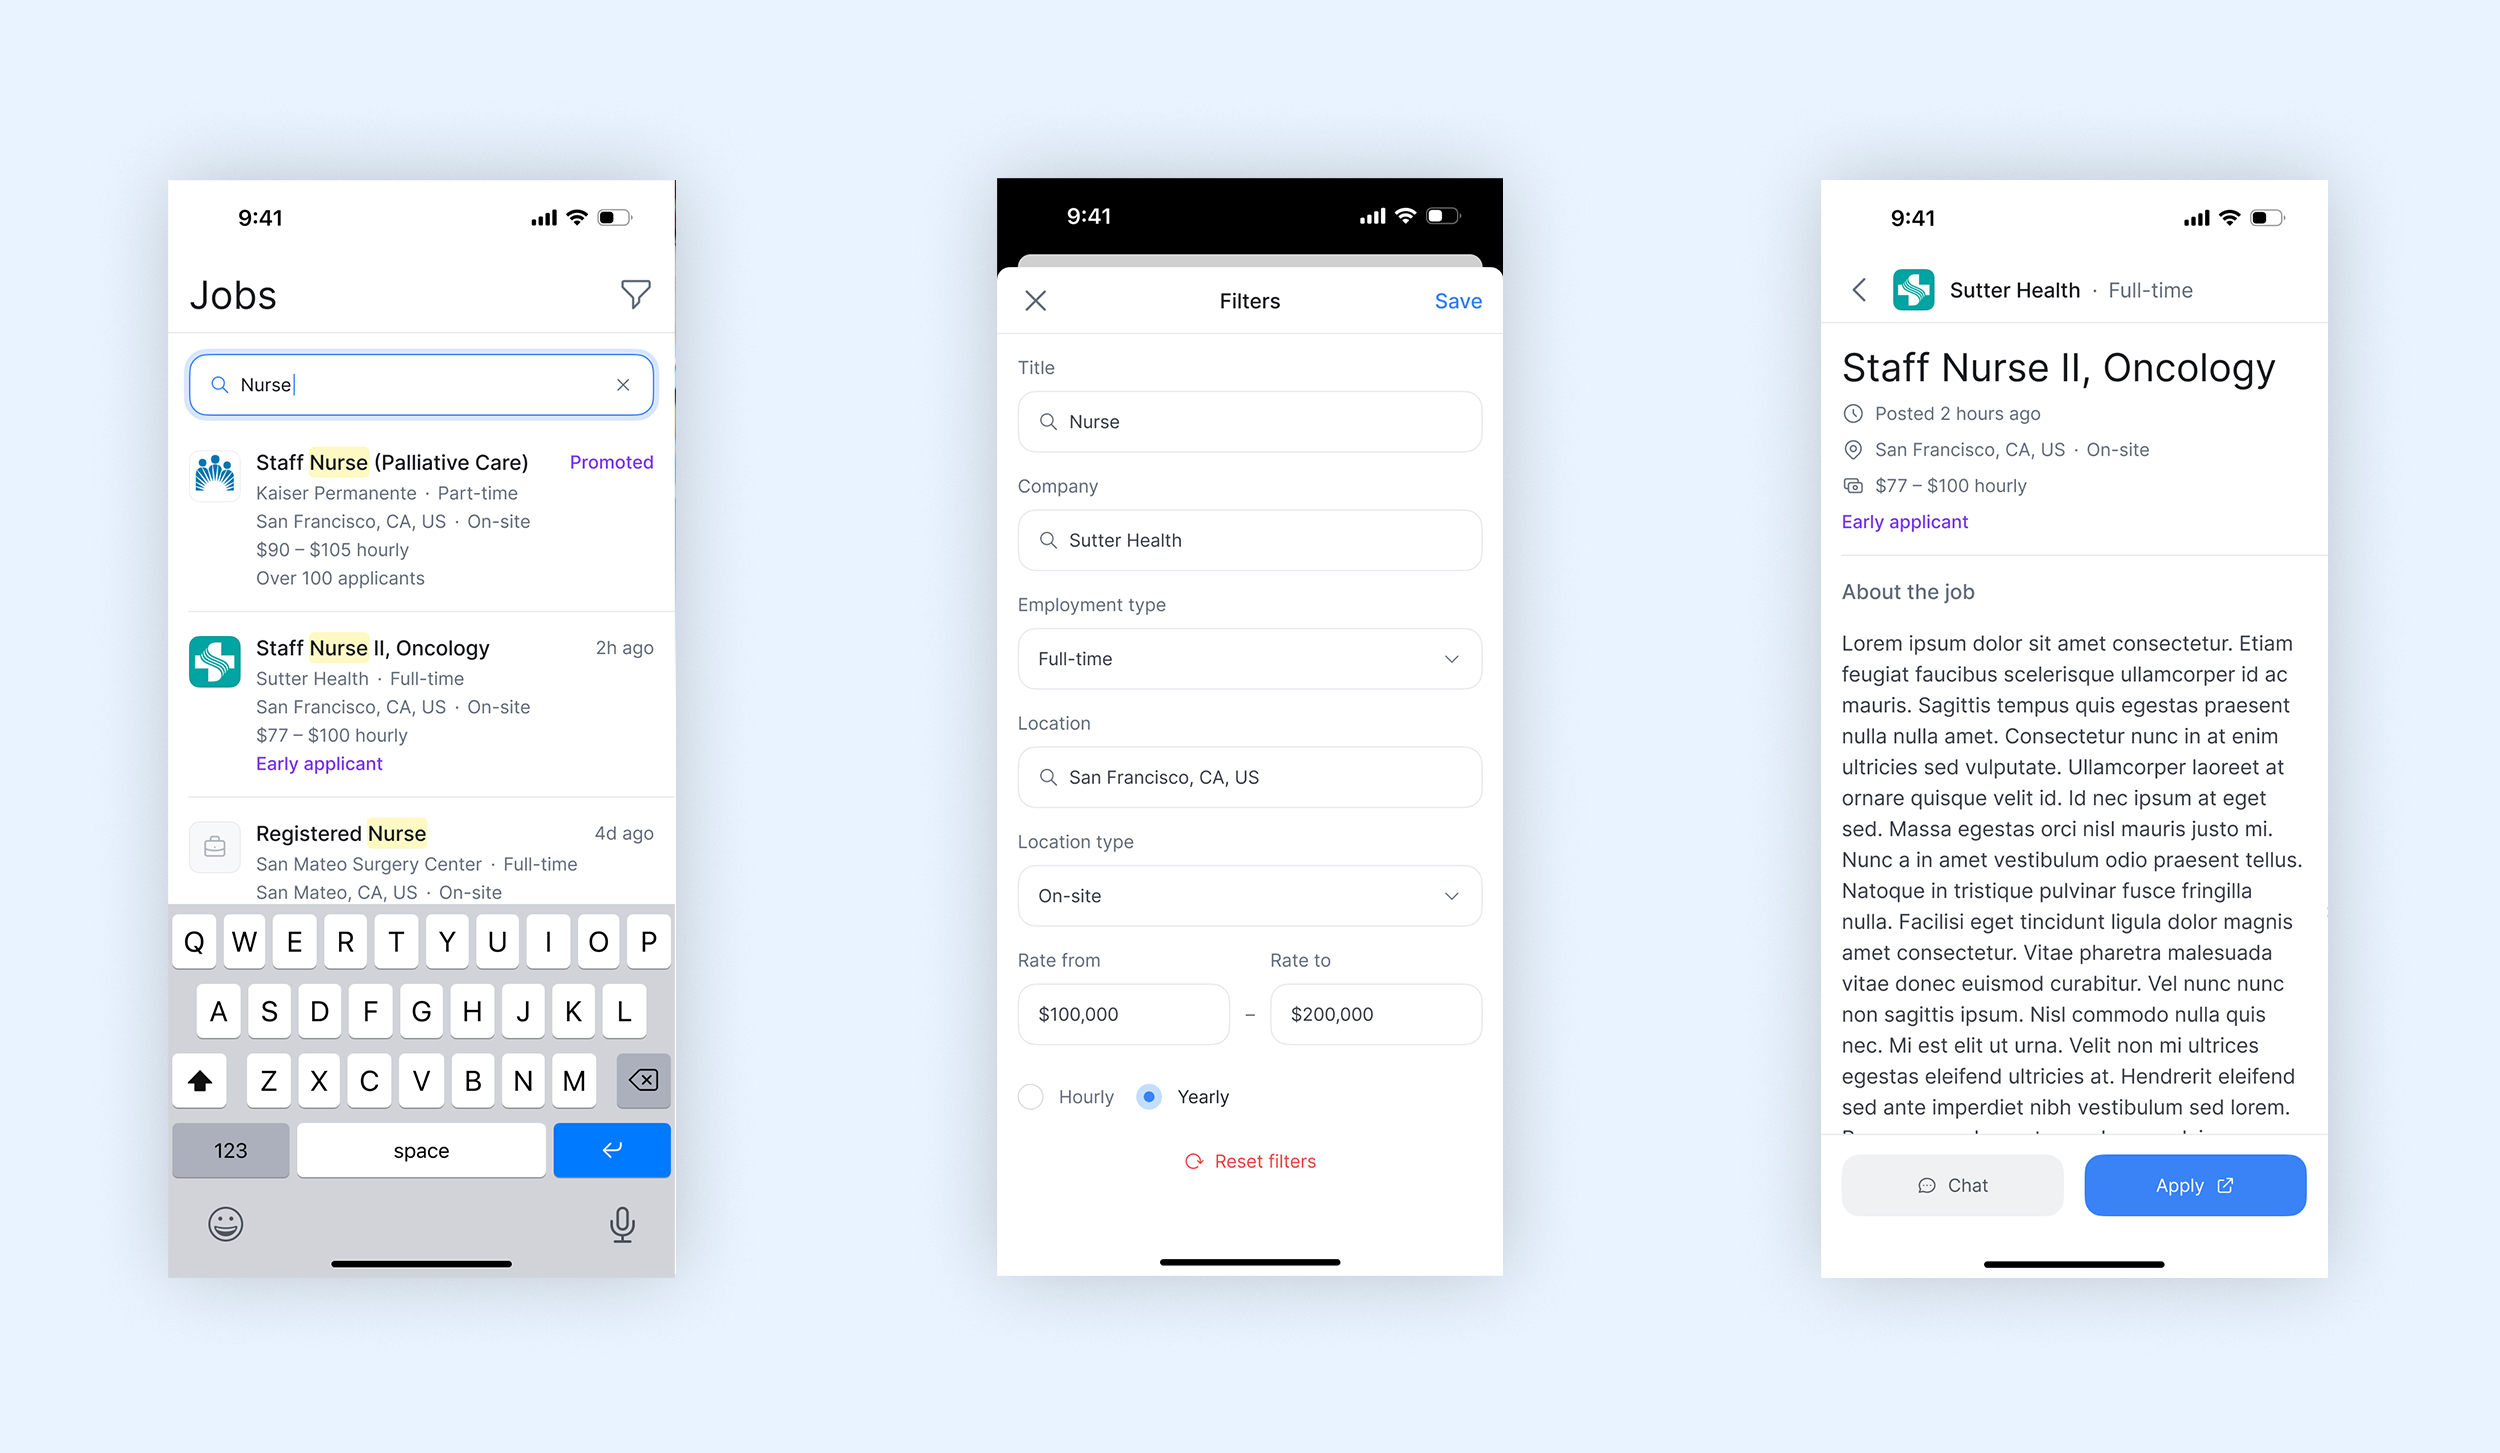 9:41
Jobs
Nurse
Staff Nurse (Palliative Care)
Promoted
Kaiser Permanente · Part-time
San Francisco, CA, US · On-site
$90 – $105 hourly
Over 100 applicants
Staff Nurse II, Oncology
2h ago
Sutter Health · Full-time
San Francisco, CA, US · On-site
$77 – $100 hourly
Early applicant
Registered Nurse
4d ago
San Mateo Surgery Center · Full-time
San Mateo, CA, US · On-site
Q W E R T Y U I O P
A S D F G H J K L
Z X C V B N M
123 space
9:41
Filters
Save
Title
Nurse
Company
Sutter Health
Employment type
Full-time
Location
San Francisco, CA, US
Location type
On-site
Rate from
Rate to
$100,000 – $200,000
Hourly
Yearly
Reset filters
9:41
Sutter Health · Full-time
Staff Nurse II, Oncology
Posted 2 hours ago
San Francisco, CA, US · On-site
$77 – $100 hourly
Early applicant
About the job
Lorem ipsum dolor sit amet consectetur. Etiam
feugiat faucibus scelerisque ullamcorper id ac
mauris. Sagittis tempus quis egestas praesent
nulla nulla amet. Consectetur nunc in at enim
ultricies sed vulputate. Ullamcorper laoreet at
ornare quisque velit id. Id nec ipsum at eget
sed. Massa egestas orci nisl mauris justo mi.
Nunc a in amet vestibulum odio praesent tellus.
Natoque in tristique pulvinar fusce fringilla
nulla. Facilisi eget tincidunt ligula dolor magnis
amet consectetur. Vitae pharetra malesuada
vitae donec euismod curabitur. Vel nunc nunc
non sagittis ipsum. Nisl commodo nulla quis
nec. Mi est elit ut urna. Velit non mi ultrices
egestas eleifend ultricies at. Hendrerit eleifend
sed ante imperdiet nibh vestibulum sed lorem.
Chat
Apply